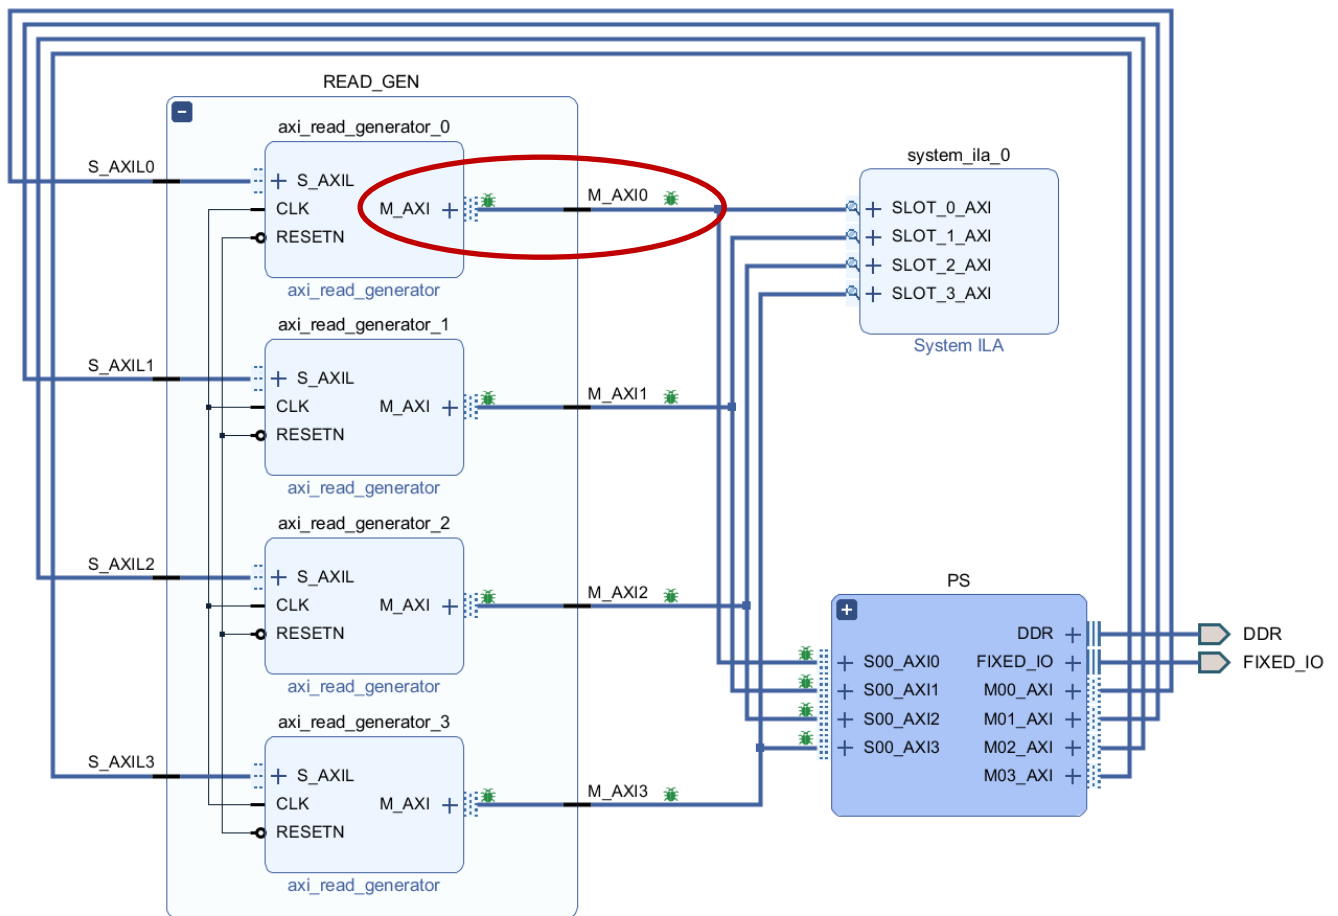 READ_GEN
axi_read_generator_0
S_AXIL0
S_AXIL
CLK
RESETN
M_AXI
M_AXI0
axi_read_generator
axi_read_generator_1
S_AXIL1
S_AXIL
CLK
RESETN
M_AXI
M_AXI1
axi_read_generator
axi_read_generator_2
S_AXIL2
S_AXIL
CLK
RESETN
M_AXI
M_AXI2
axi_read_generator
axi_read_generator_3
S_AXIL3
S_AXIL
CLK
RESETN
M_AXI
M_AXI3
axi_read_generator
system_ila_0
SLOT_0_AXI
SLOT_1_AXI
SLOT_2_AXI
SLOT_3_AXI
System ILA
PS
S00_AXI0
S00_AXI1
S00_AXI2
S00_AXI3
DDR
FIXED_IO
M00_AXI
M01_AXI
M02_AXI
M03_AXI
DDR
FIXED_IO